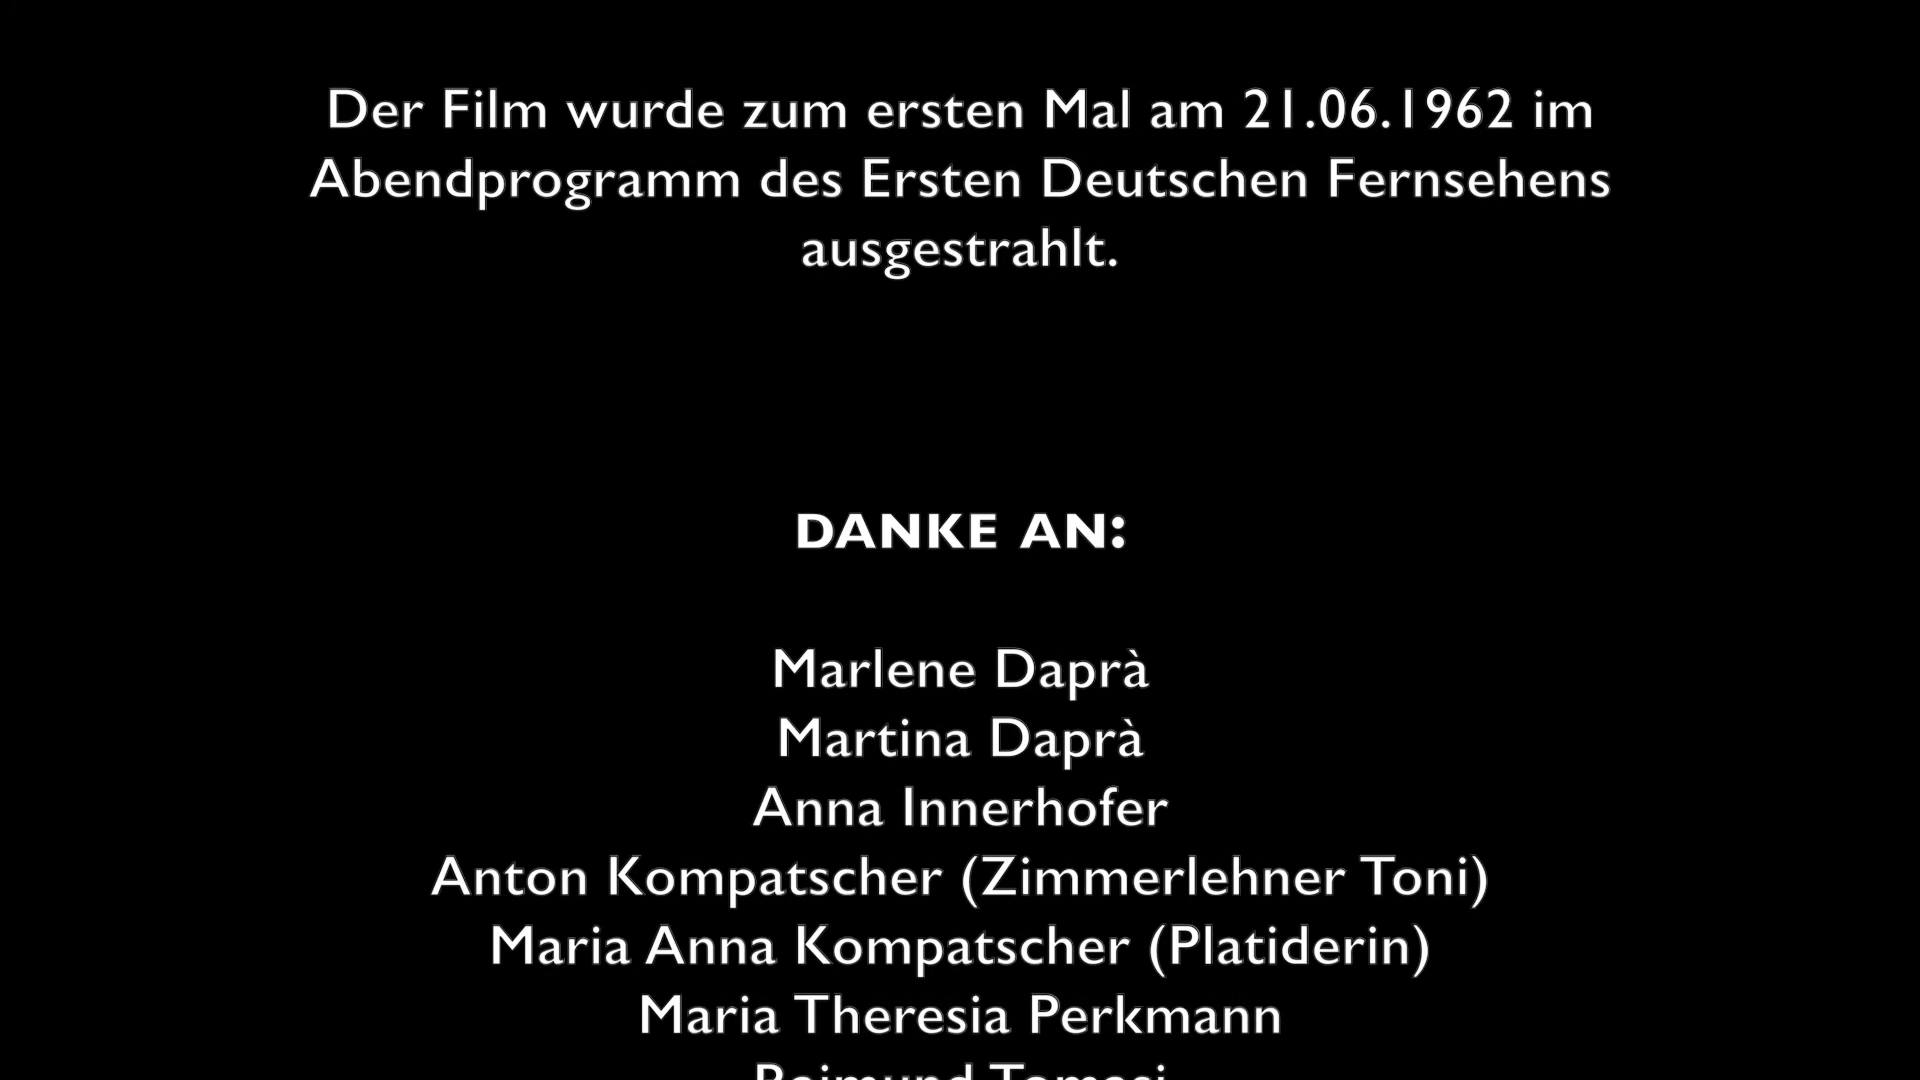 Der Film wurde zum ersten Mal am 21.06.1962 im
Abendprogramm des Ersten Deutschen Fernsehens
ausgestrahlt.
DANKE AN:
Marlene Daprà
Martina Daprà
Anna Innerhofer
Anton Kompatscher (Zimmerlehner Toni)
Maria Anna Kompatscher (Platiderin)
Maria Theresia Perkmann